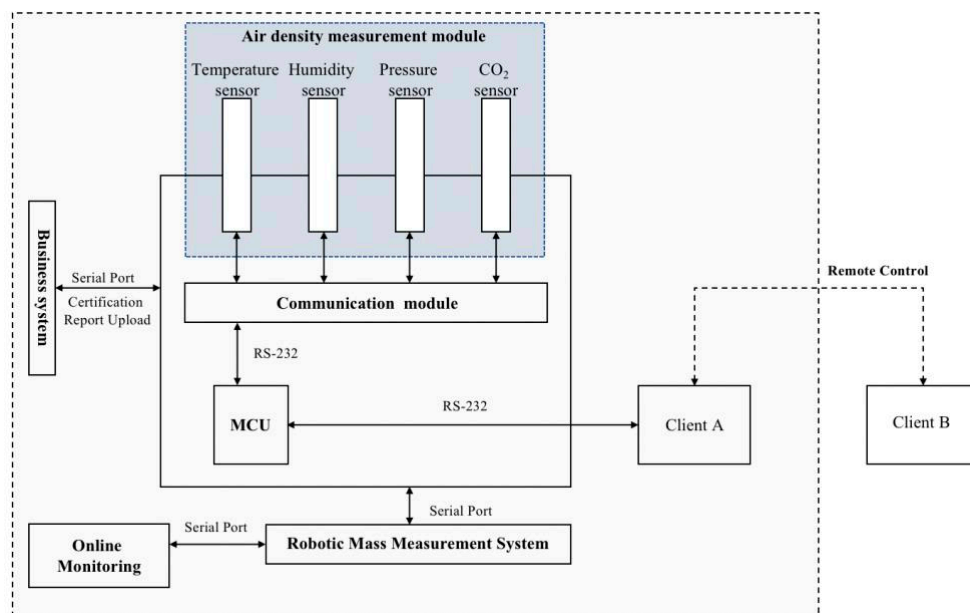 Air density measurement module
Temperature
sensor
Humidity
sensor
Pressure
sensor
CO₂
sensor
Business system
Serial Port
Certification
Report Upload
Communication module
Remote Control
RS-232
MCU
RS-232
Client A
Client B
Serial Port
Online
Monitoring
Serial Port
Robotic Mass Measurement System